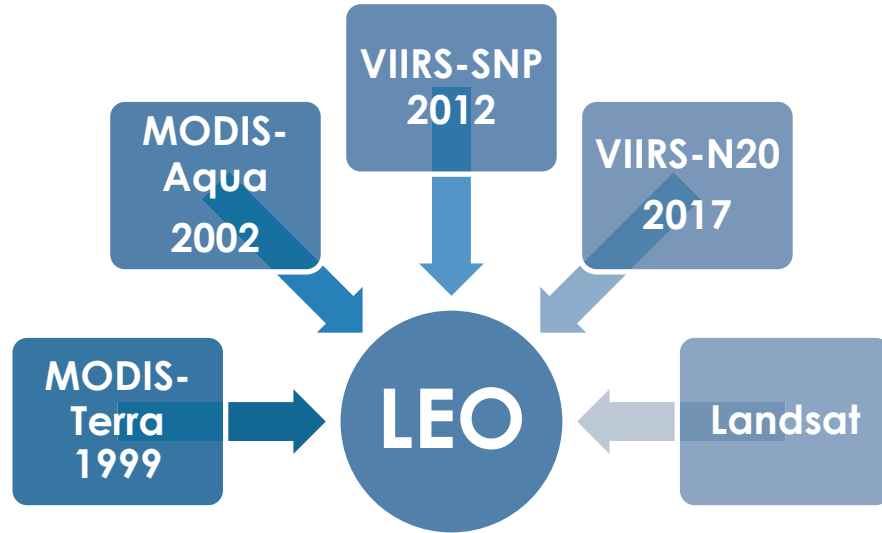 MODIS-
Terra
1999
MODIS-
Aqua
2002
VIIRS-SNP
2012
VIIRS-N20
2017
Landsat
LEO